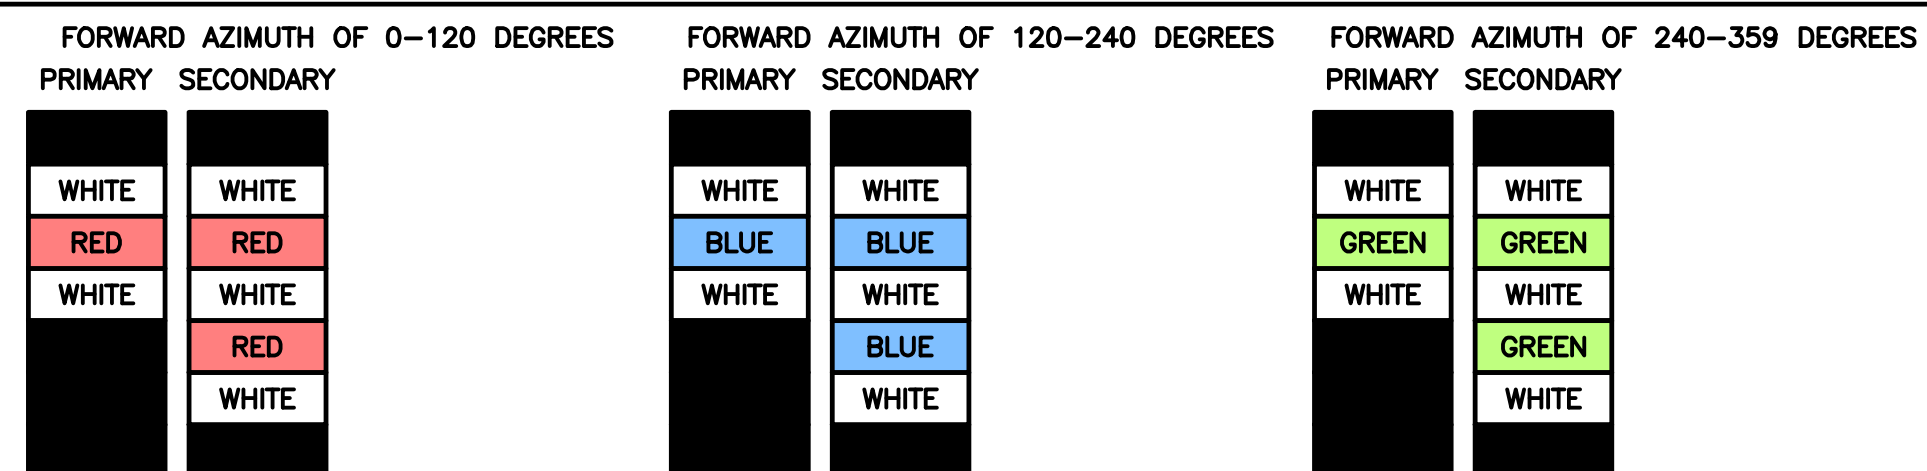 FORWARD AZIMUTH OF 0-120 DEGREES
PRIMARY SECONDARY
WHITE WHITE
RED RED
WHITE WHITE
RED
WHITE
FORWARD AZIMUTH OF 120-240 DEGREES
PRIMARY SECONDARY
WHITE WHITE
BLUE BLUE
WHITE WHITE
BLUE
WHITE
FORWARD AZIMUTH OF 240-359 DEGREES
PRIMARY SECONDARY
WHITE WHITE
GREEN GREEN
WHITE WHITE
GREEN
WHITE